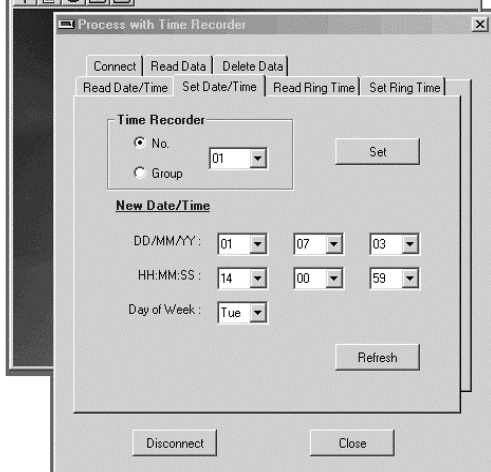 Process with Time Recorder
Connect Read Data Delete Data
Read Date/Time Set Date/Time Read Ring Time Set Ring Time
Time Recorder
No.
01
Group
Set
New Date/Time
DD/MM/YY : 01 07 03
HH:MM:SS : 14 00 59
Day of Week : Tue
Refresh
Disconnect Close